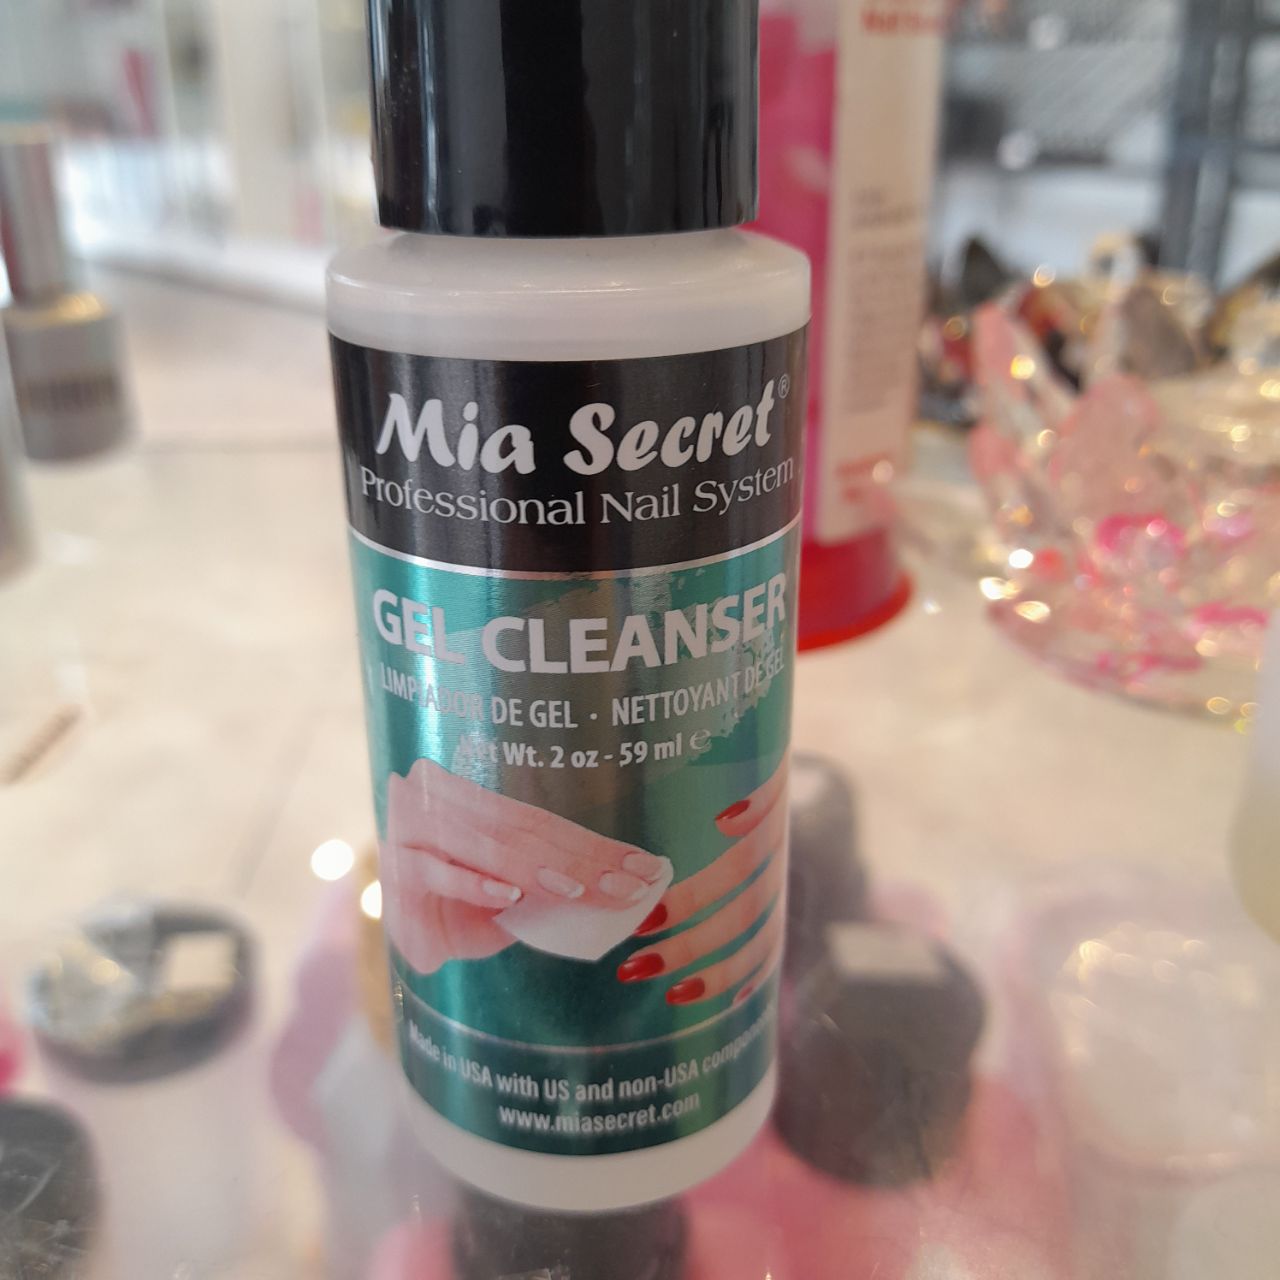 Mia Secret®
Professional Nail System
GEL CLEANSER
LIMPIADOR DE GEL · NETTOYANT DE GEL
Net Wt. 2 oz - 59 ml ℮
Made in USA with US and non-USA
www.miasecret.com